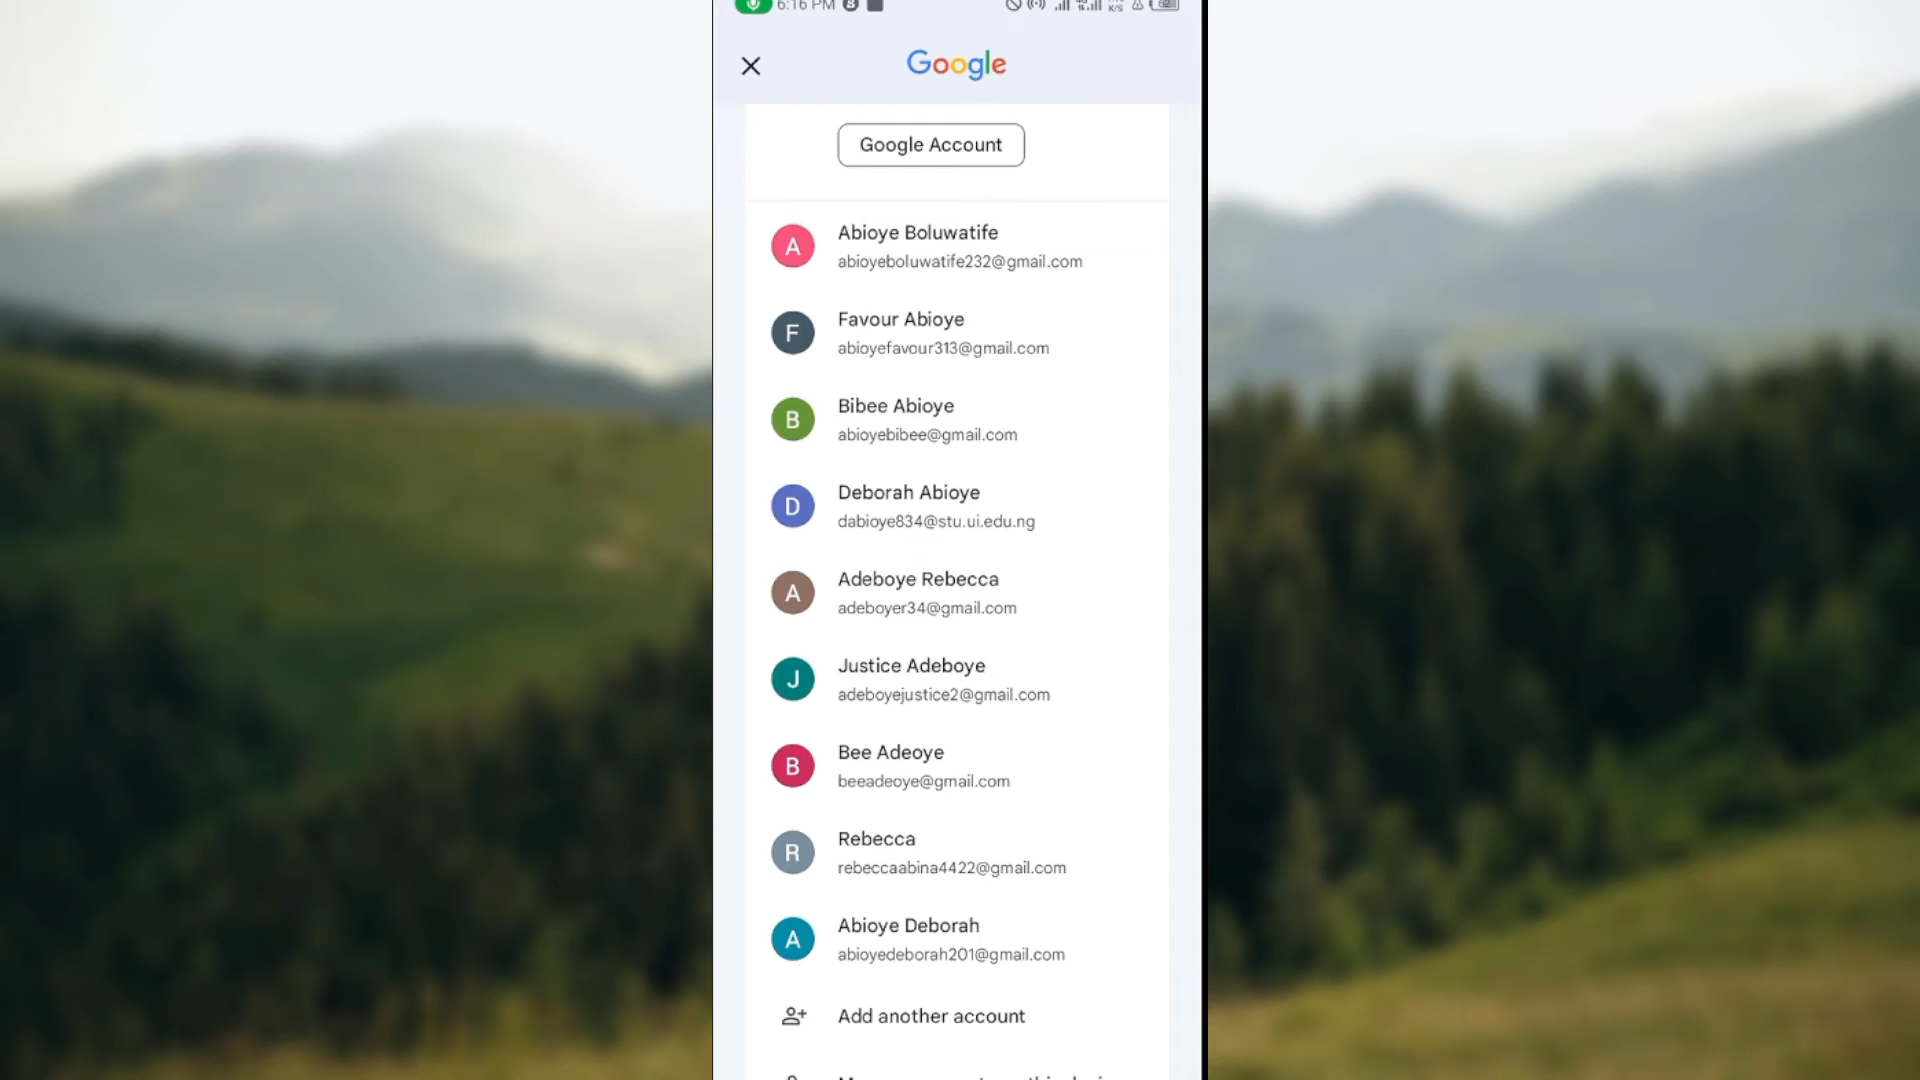 6:16 PM
Google
Google Account
A
Abioye Boluwatife
abioyeboluwatife232@gmail.com
F
Favour Abioye
abioyefavour313@gmail.com
B
Bibee Abioye
abioyebibee@gmail.com
D
Deborah Abioye
dabioye834@stu.ui.edu.ng
A
Adeboye Rebecca
adeboyer34@gmail.com
J
Justice Adeboye
adeboyejustice2@gmail.com
B
Bee Adeoye
beeadeoye@gmail.com
R
Rebecca
rebeccaabina4422@gmail.com
A
Abioye Deborah
abioyedeborah201@gmail.com
Add another account